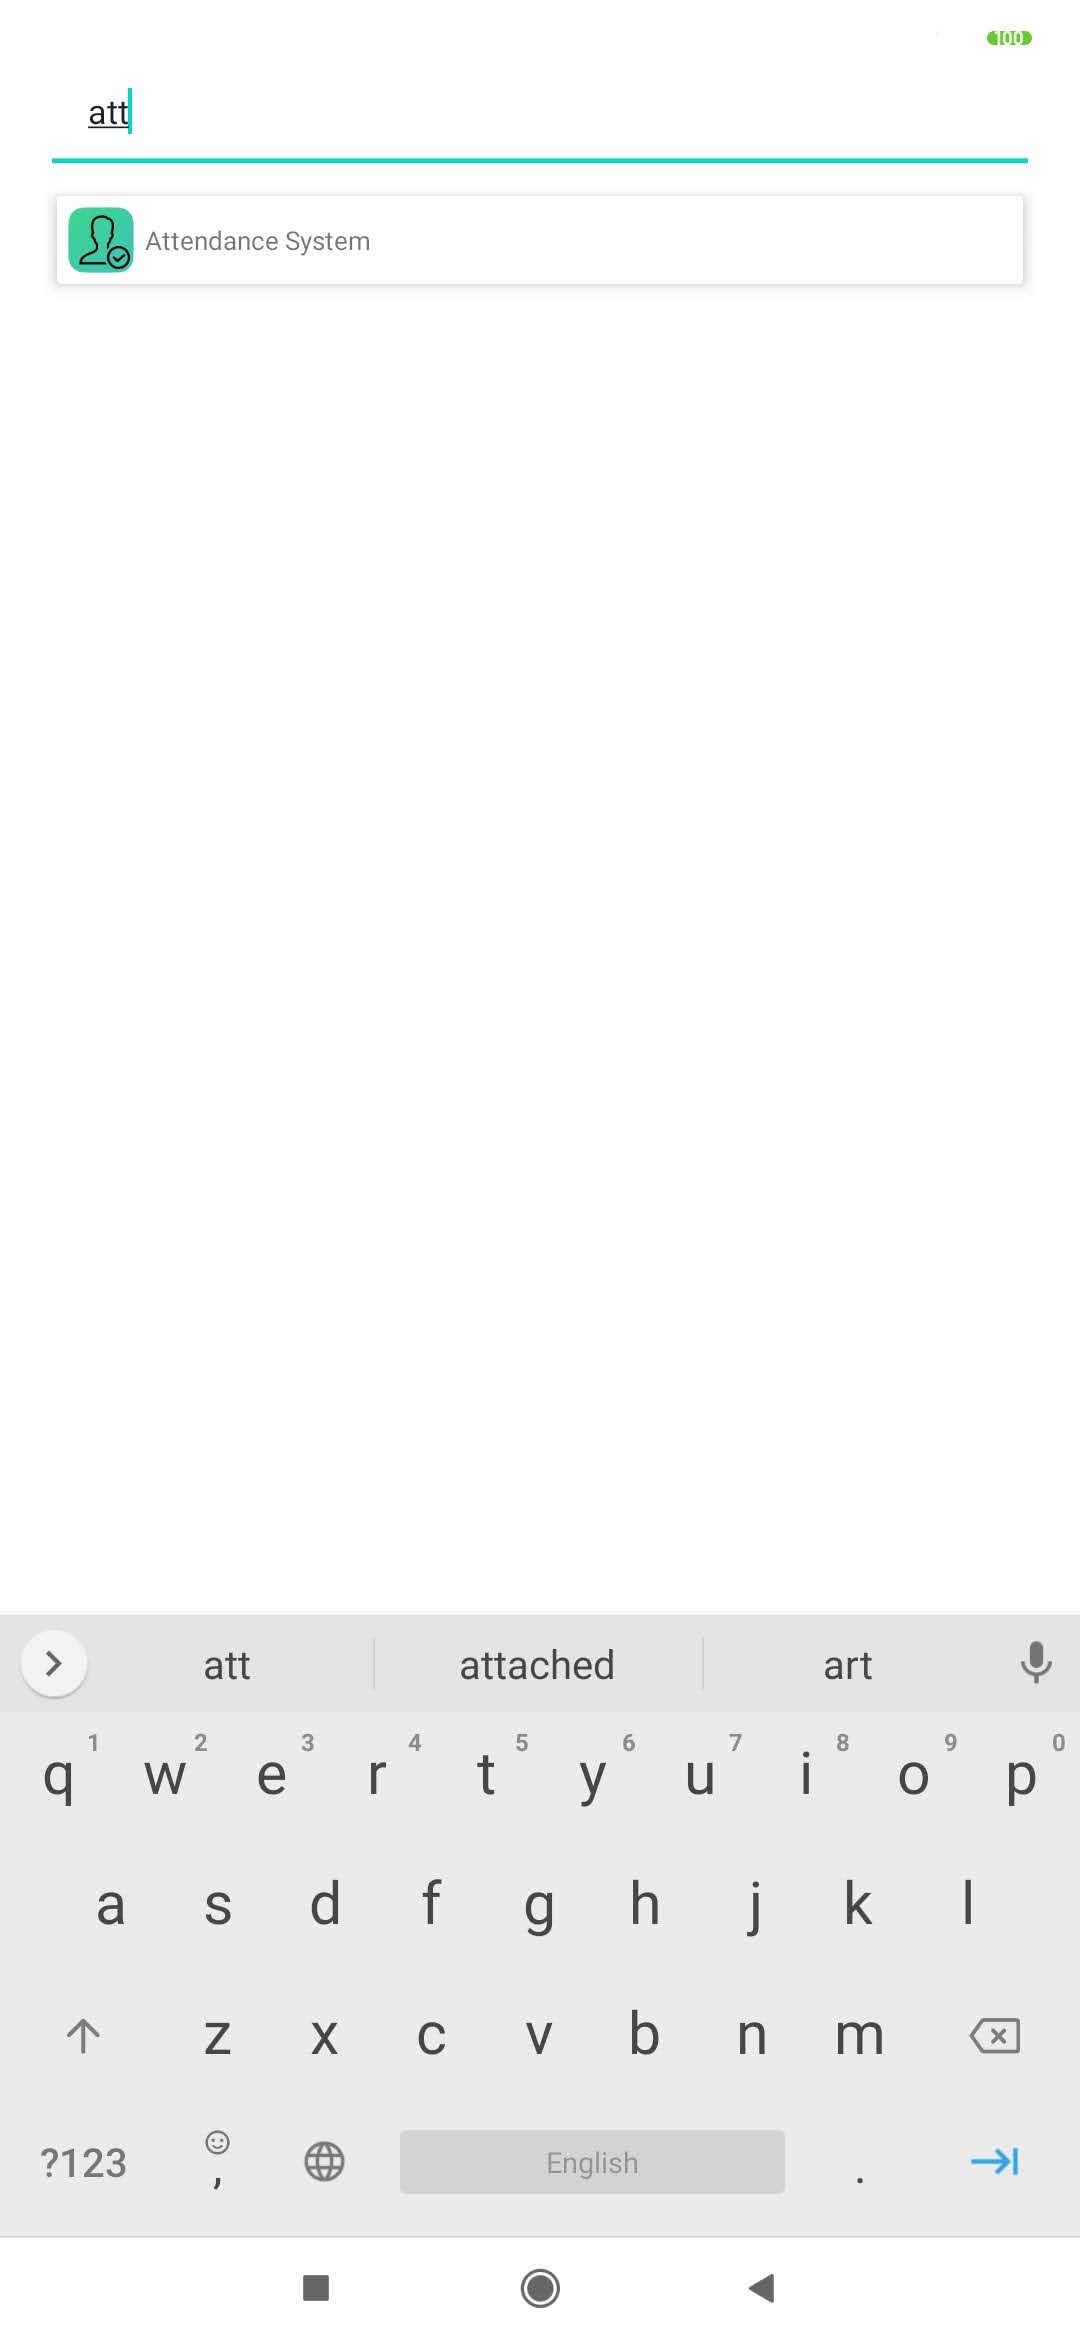 100
att
Attendance System
att attached art
1 2 3 4 5 6 7 8 9 0
q w e r t y u i o p
a s d f g h j k l
z x c v b n m
?123 , English .